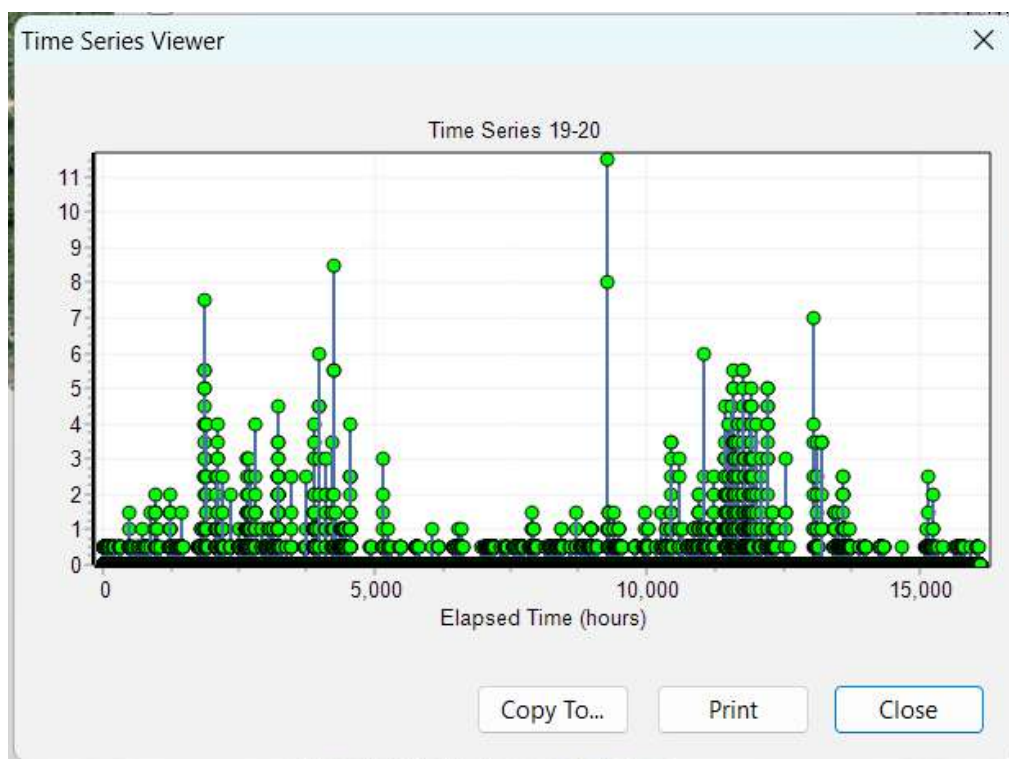 Time Series Viewer
Time Series 19-20
11
10
9
8
7
6
5
4
3
2
1
0
0 5,000 10,000 15,000
Elapsed Time (hours)
Copy To... Print Close